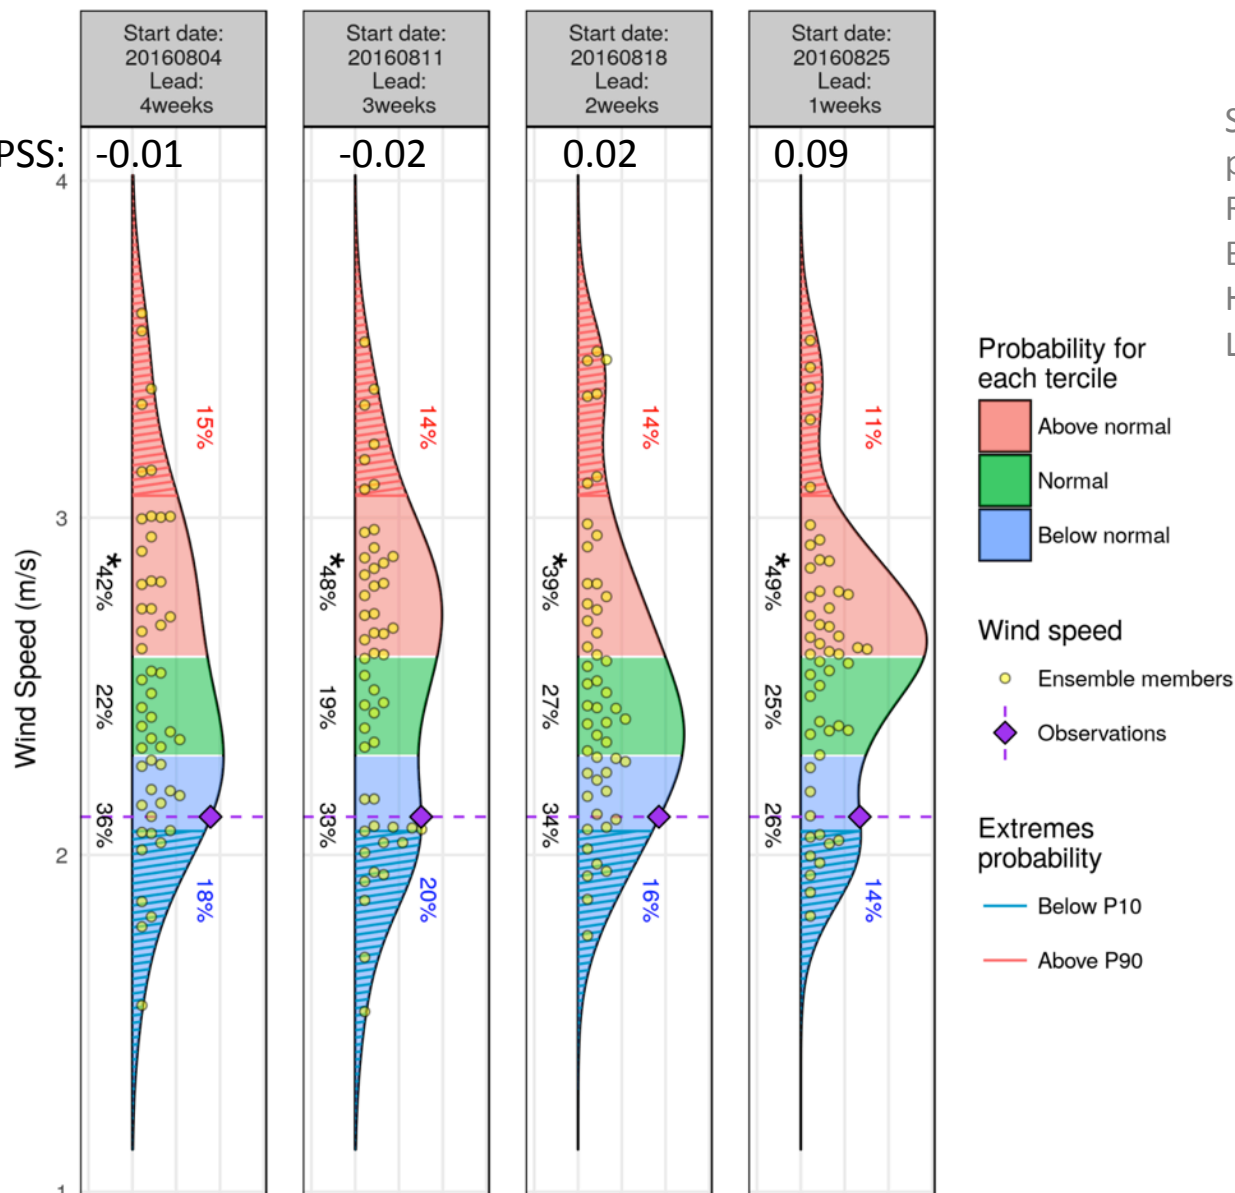 Start date:
20160804
Lead:
4weeks
Start date:
20160811
Lead:
3weeks
Start date:
20160818
Lead:
2weeks
Start date:
20160825
Lead:
1weeks
PSS: -0.01 -0.02 0.02 0.09
4
3
2
1
Wind Speed (m/s)
15%
*42%
22%
36%
18%
14%
*48%
19%
33%
20%
14%
*39%
27%
34%
16%
11%
*49%
25%
26%
14%
Probability for
each tercile
Above normal
Normal
Below normal
Wind speed
Ensemble members
Observations
Extremes
probability
Below P10
Above P90